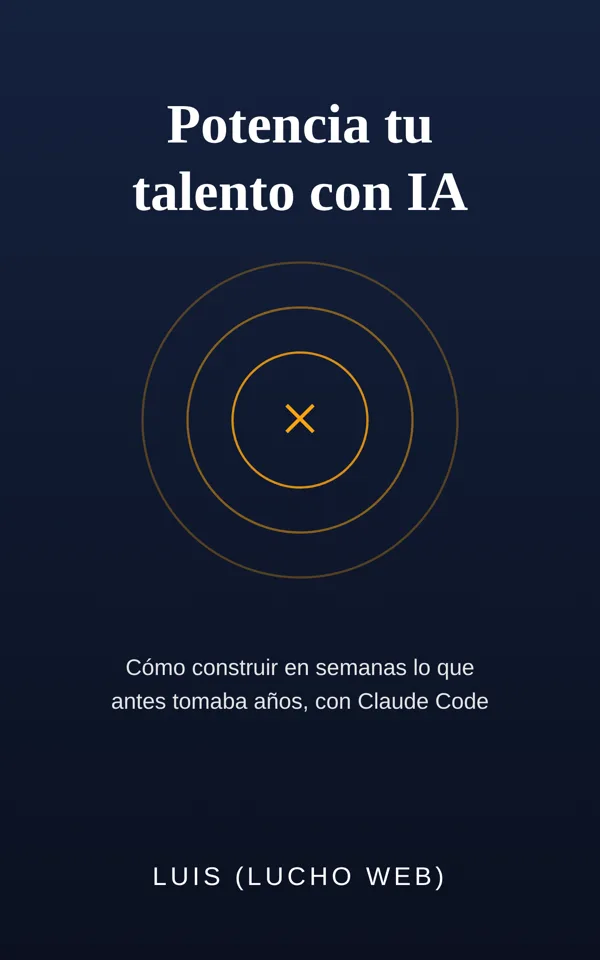 Potencia tu
talento con IA
Cómo construir en semanas lo que
antes tomaba años, con Claude Code
LUIS (LUCHO WEB)